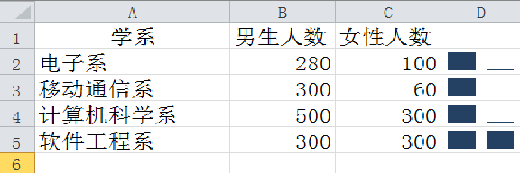 A B C D
1 学系 男生人数 女性人数
2 电子系 280 100
3 移动通信系 300 60
4 计算机科学系 500 300
5 软件工程系 300 300
6